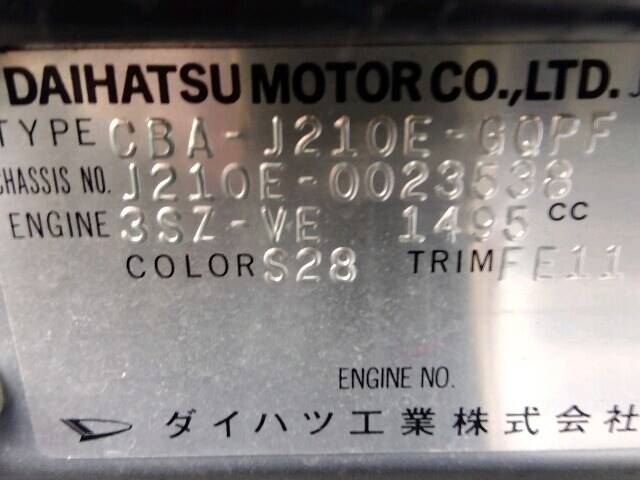 DAIHATSU MOTOR CO.,LTD. J
TYPE CBA-J210E-GQPF
CHASSIS NO. J210E-0023538
ENGINE 3SZ-VE 1495 CC
COLOR S28 TRIM FE11
ENGINE NO.
ダイハツ工業株式会社